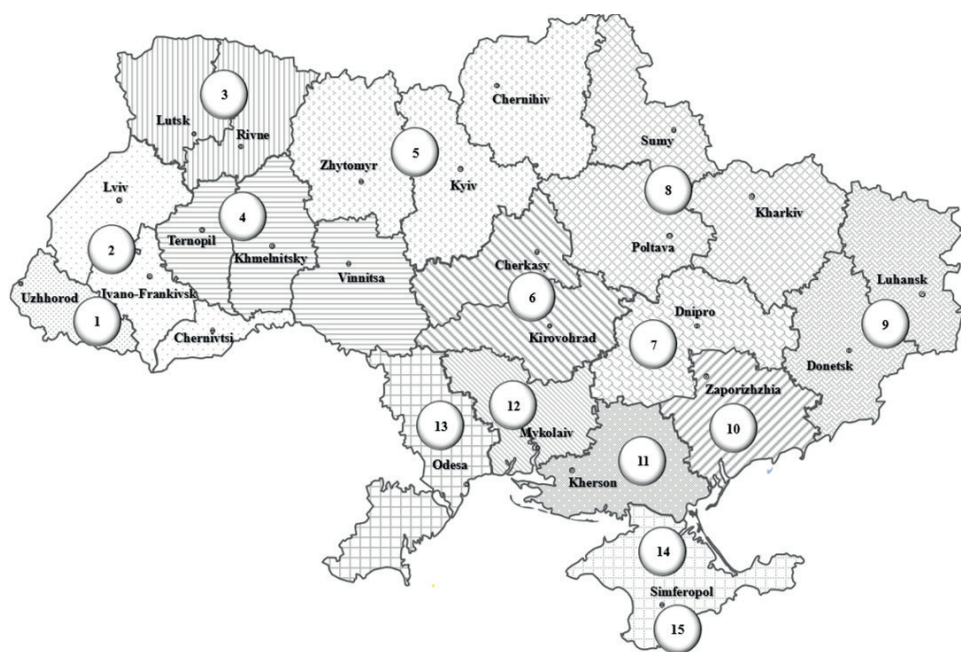 Chernihiv
3
Lutsk
Rivne
Sumy
5
Zhytomyr
Kyiv
8
Lviv
Kharkiv
4
Ternopil
Khmelnitsky
Poltava
2
Cherkasy
Vinnitsa
Luhansk
Uzhhorod
Ivano-Frankivsk
6
Dnipro
1
Chernivtsi
Kirovohrad
7
9
Donetsk
Zaporizhzhia
12
13
10
Mykolaiv
Odesa
11
Kherson
14
Simferopol
15